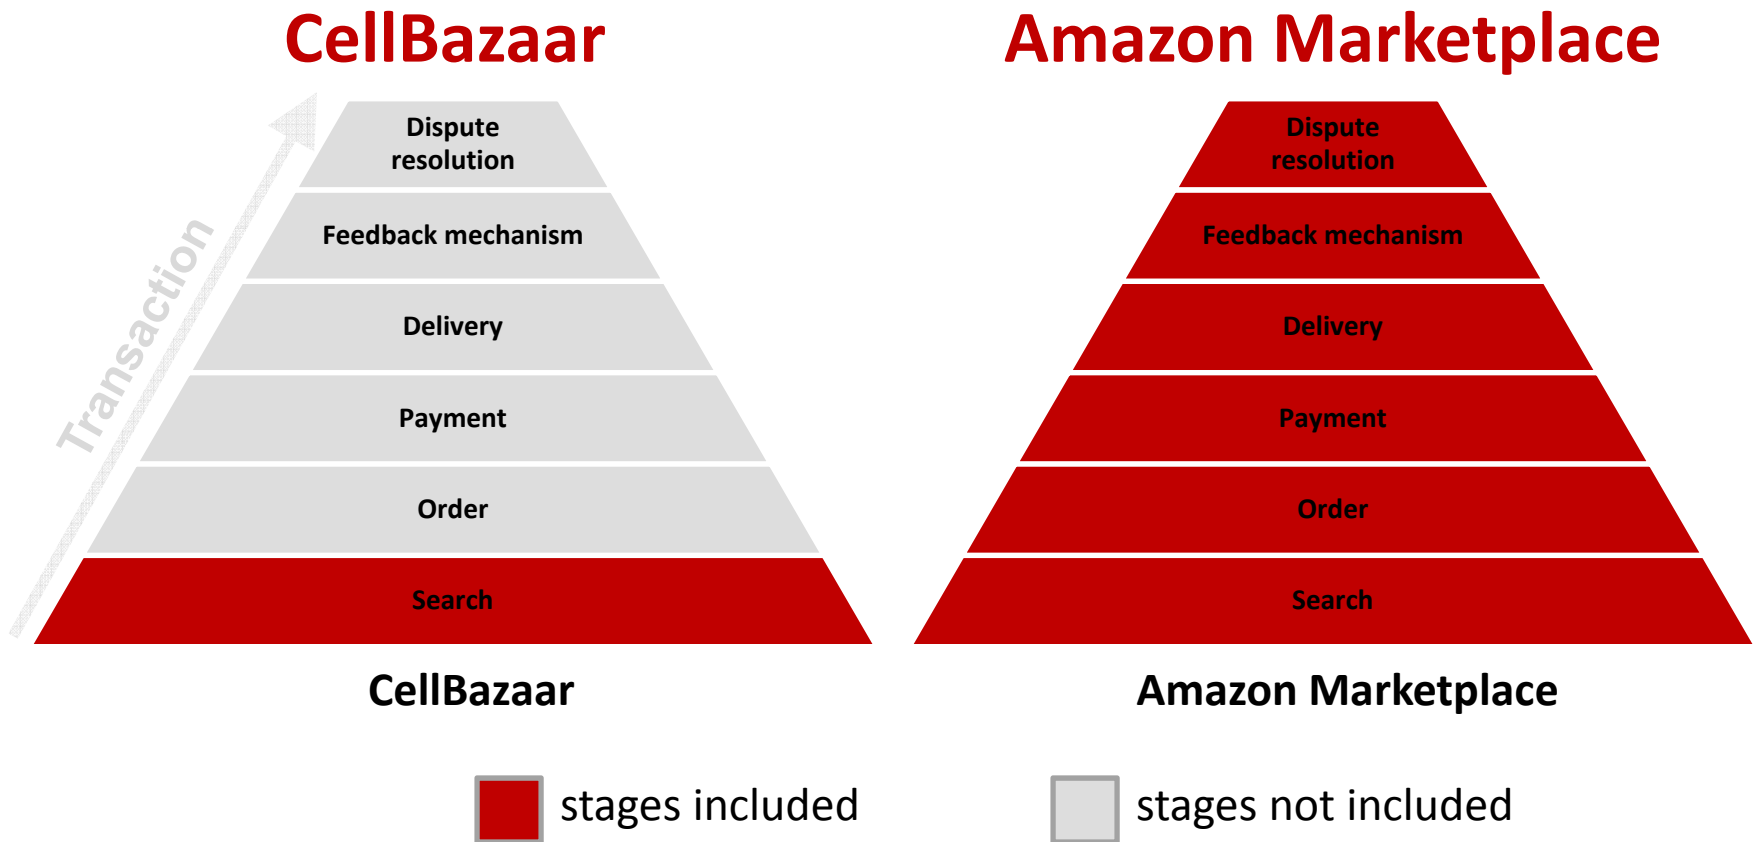 CellBazaar
Amazon Marketplace
Transaction
Dispute
resolution
Feedback mechanism
Delivery
Payment
Order
Search
CellBazaar
Dispute
resolution
Feedback mechanism
Delivery
Payment
Order
Search
Amazon Marketplace
stages included
stages not included